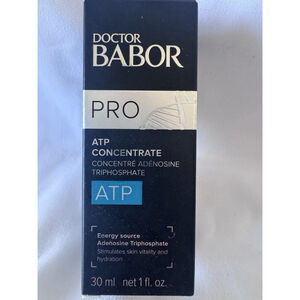 DOCTOR
BABOR
PRO
ATP
CONCENTRATE
CONCENTRÉ ADÉNOSINE
TRIPHOSPHATE
ATP
Energy source
Adenosine Triphosphate
Stimulates skin vitality and
hydration
30 ml net 1 fl. oz.